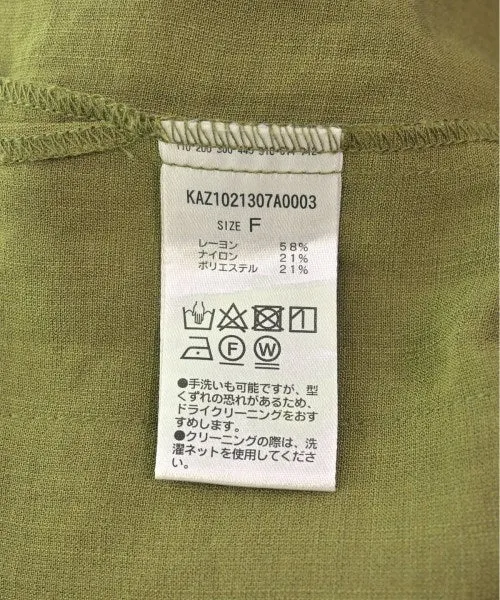 KAZ1021307A0003
SIZE F
レーヨン 58%
ナイロン 21%
ポリエステル 21%
F W
●手洗いも可能ですが、型
くずれの恐れがあるため、
ドライクリーニングをおす
すめします。
●クリーニングの際は、洗
濯ネットを使用してくださ
い。